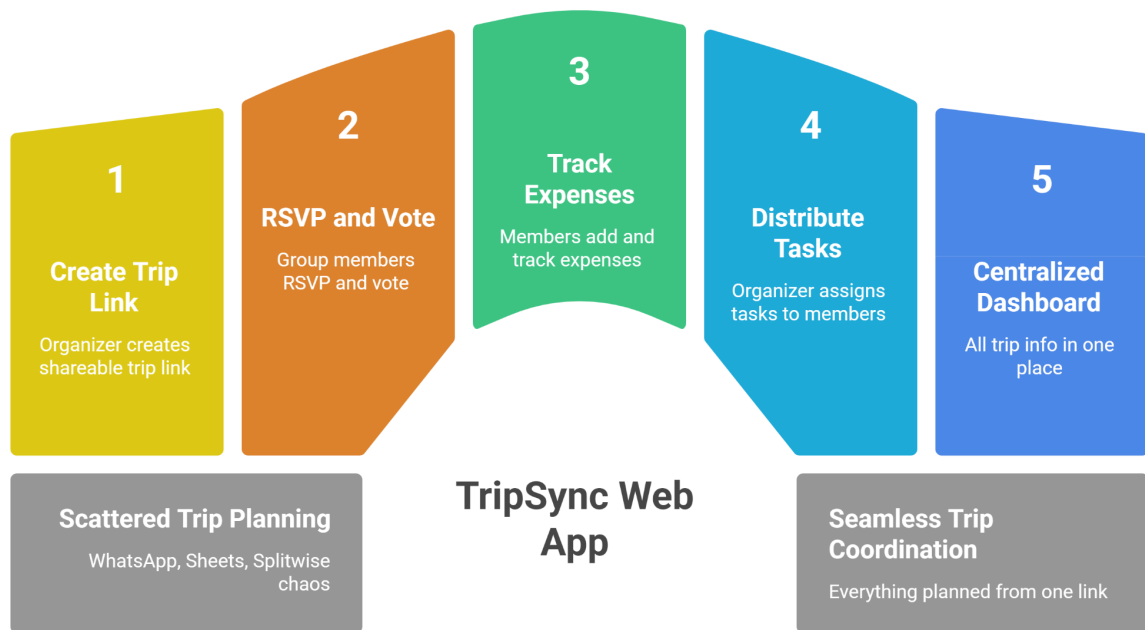 1
Create Trip
Link
Organizer creates
shareable trip link
2
RSVP and Vote
Group members
RSVP and vote
3
Track
Expenses
Members add and
track expenses
4
Distribute
Tasks
Organizer assigns
tasks to members
5
Centralized
Dashboard
All trip info in one
place
Scattered Trip Planning
WhatsApp, Sheets, Splitwise
chaos
TripSync Web
App
Seamless Trip
Coordination
Everything planned from one link